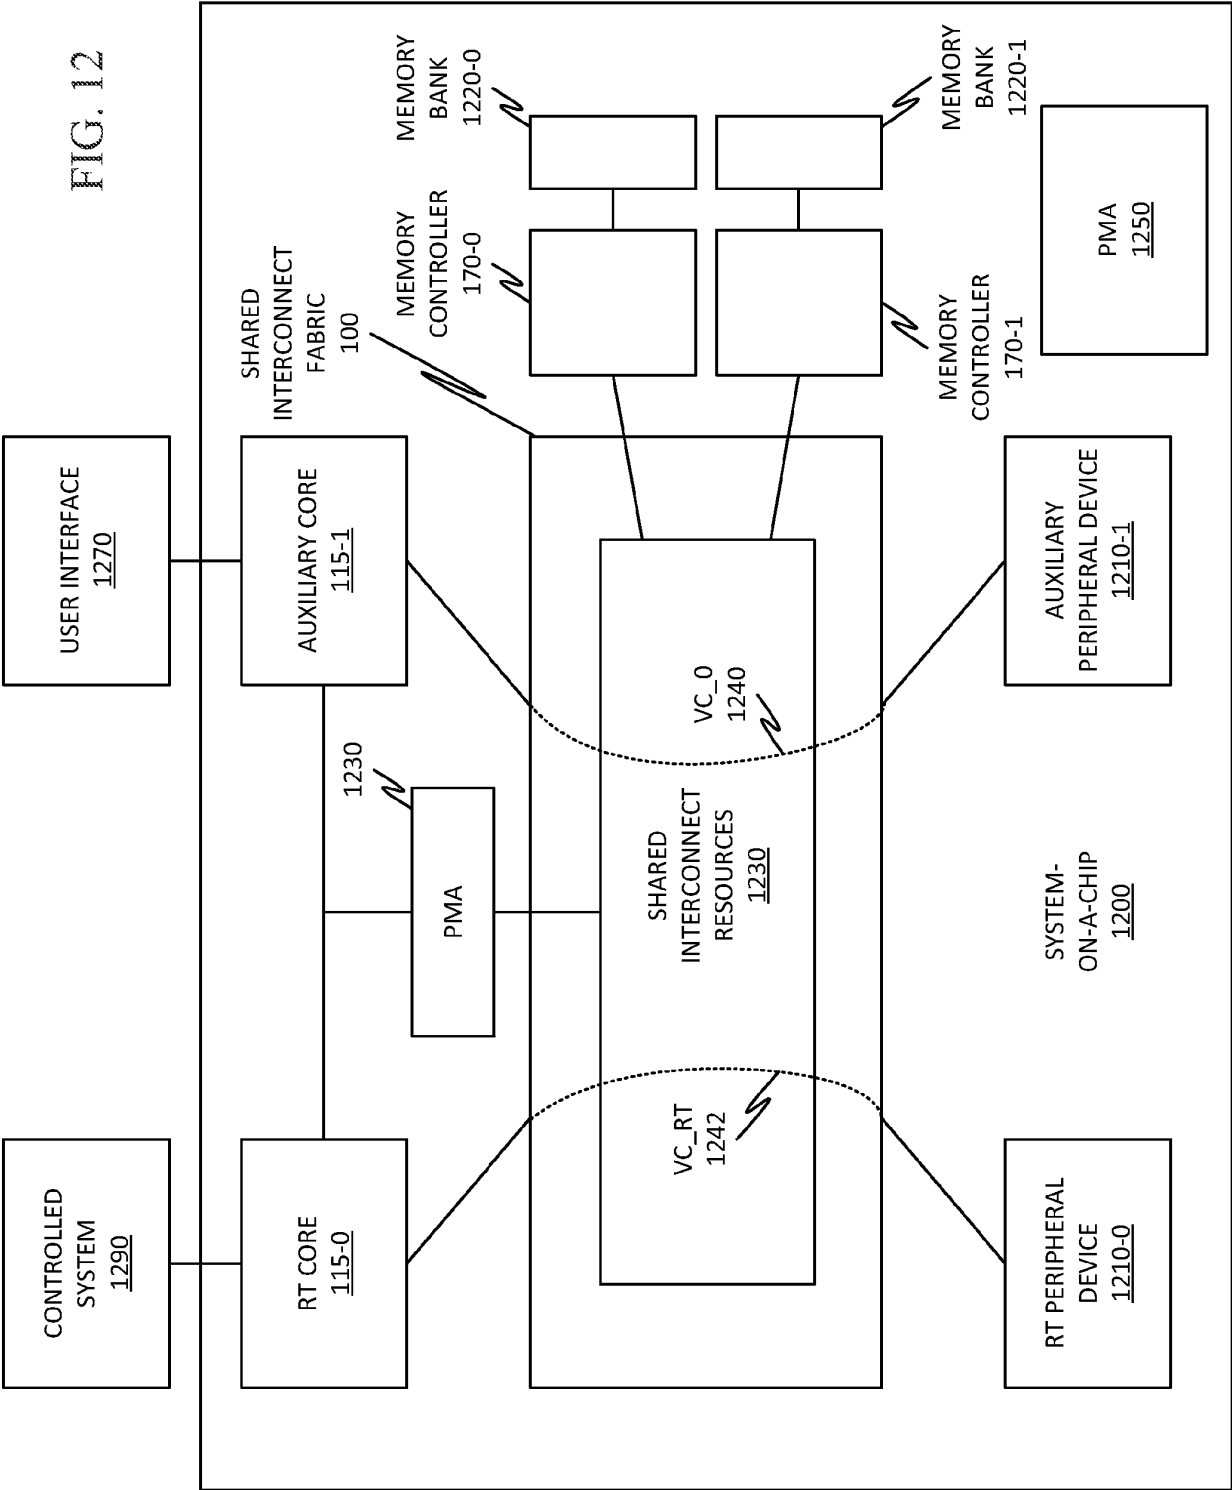 FIG. 12
CONTROLLED
SYSTEM
1290
USER INTERFACE
1270
RT CORE
115-0
AUXILIARY CORE
115-1
SHARED
INTERCONNECT
FABRIC
100
1230
PMA
MEMORY
CONTROLLER
170-0
MEMORY
BANK
1220-0
VC_RT
1242
SHARED
INTERCONNECT
RESOURCES
1230
VC_0
1240
MEMORY
CONTROLLER
170-1
MEMORY
BANK
1220-1
RT PERIPHERAL
DEVICE
1210-0
SYSTEM-
ON-A-CHIP
1200
AUXILIARY
PERIPHERAL DEVICE
1210-1
PMA
1250